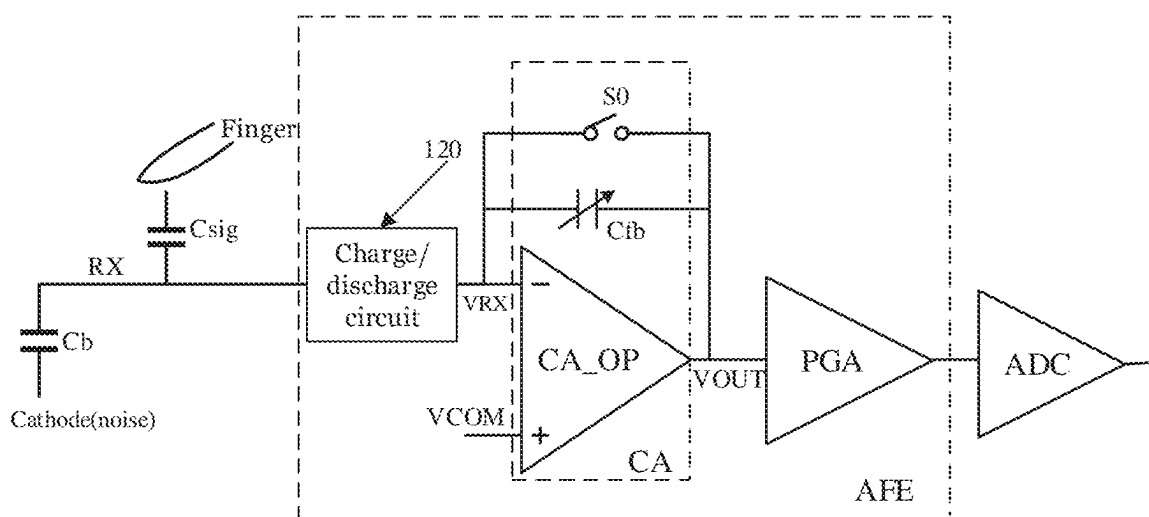 S0
Finger
120
Cfb
Csig
Charge/
discharge
circuit
RX
VRX
−
Cb
CA_OP
VOUT
PGA
ADC
Cathode(noise)
VCOM
+
CA
AFE